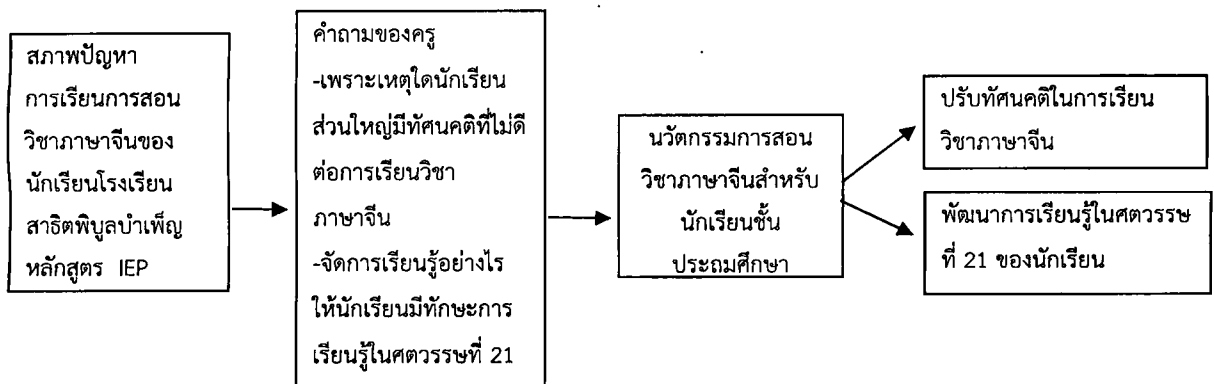 สภาพปัญหา
การเรียนการสอน
วิชาภาษาจีนของ
นักเรียนโรงเรียน
สาธิตพิบูลบำเพ็ญ
หลักสูตร IEP
คำถามของครู
-เพราะเหตุใดนักเรียน
ส่วนใหญ่มีทัศนคติที่ไม่ดี
ต่อการเรียนวิชา
ภาษาจีน
-จัดการเรียนรู้อย่างไร
ให้นักเรียนมีทักษะการ
เรียนรู้ในศตวรรษที่ 21
นวัตกรรมการสอน
วิชาภาษาจีนสำหรับ
นักเรียนชั้น
ประถมศึกษา
ปรับทัศนคติในการเรียน
วิชาภาษาจีน
พัฒนาการเรียนรู้ในศตวรรษ
ที่ 21 ของนักเรียน